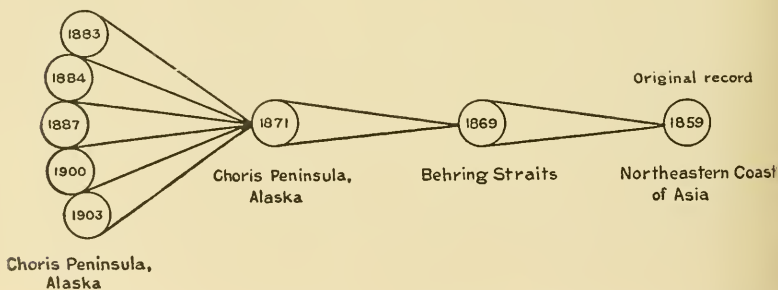 1883
1884
1887
1900
1903
Choris Peninsula,
Alaska
1871
Choris Peninsula,
Alaska
1869
Behring Straits
Original record
1859
Northeastern Coast
of Asia